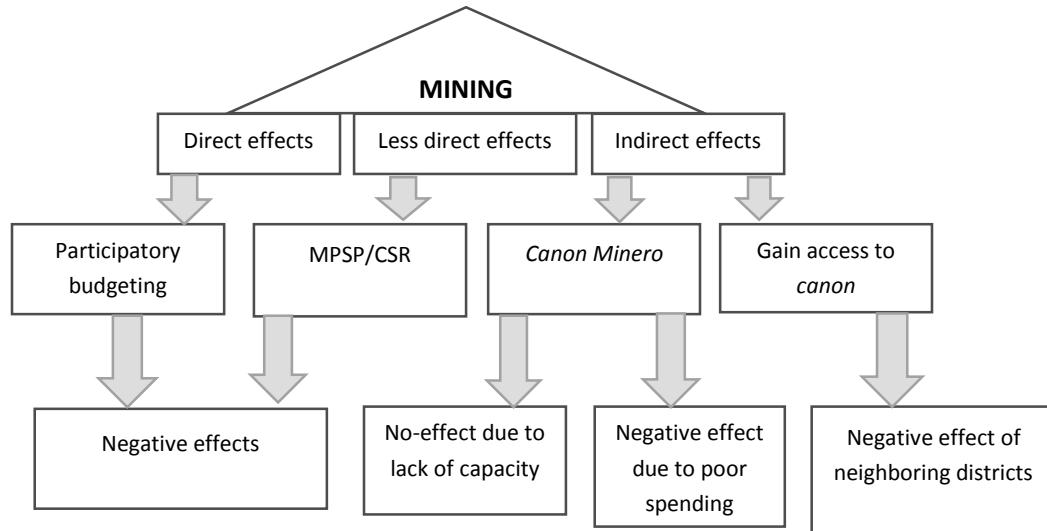 MINING
Direct effects
Less direct effects
Indirect effects
Participatory
budgeting
MPSP/CSR
Canon Minero
Gain access to
canon
Negative effects
No-effect due to
lack of capacity
Negative effect
due to poor
spending
Negative effect of
neighboring districts